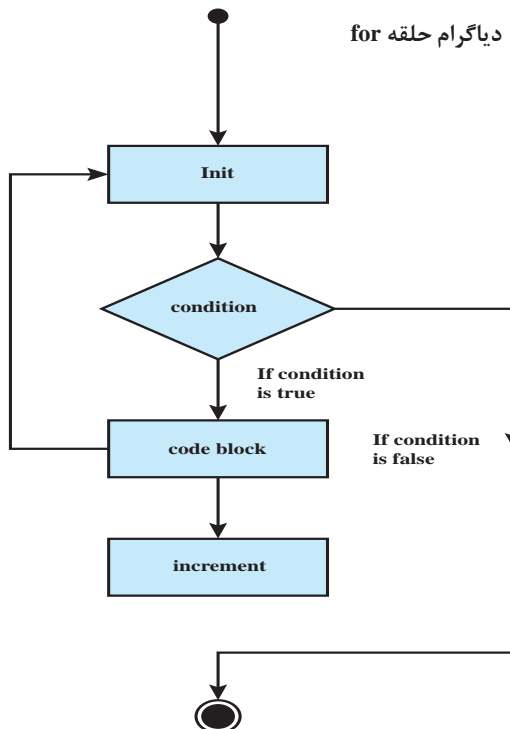 دیاگرام حلقه for
Init
condition
If condition
is true
code block
If condition
is false
increment